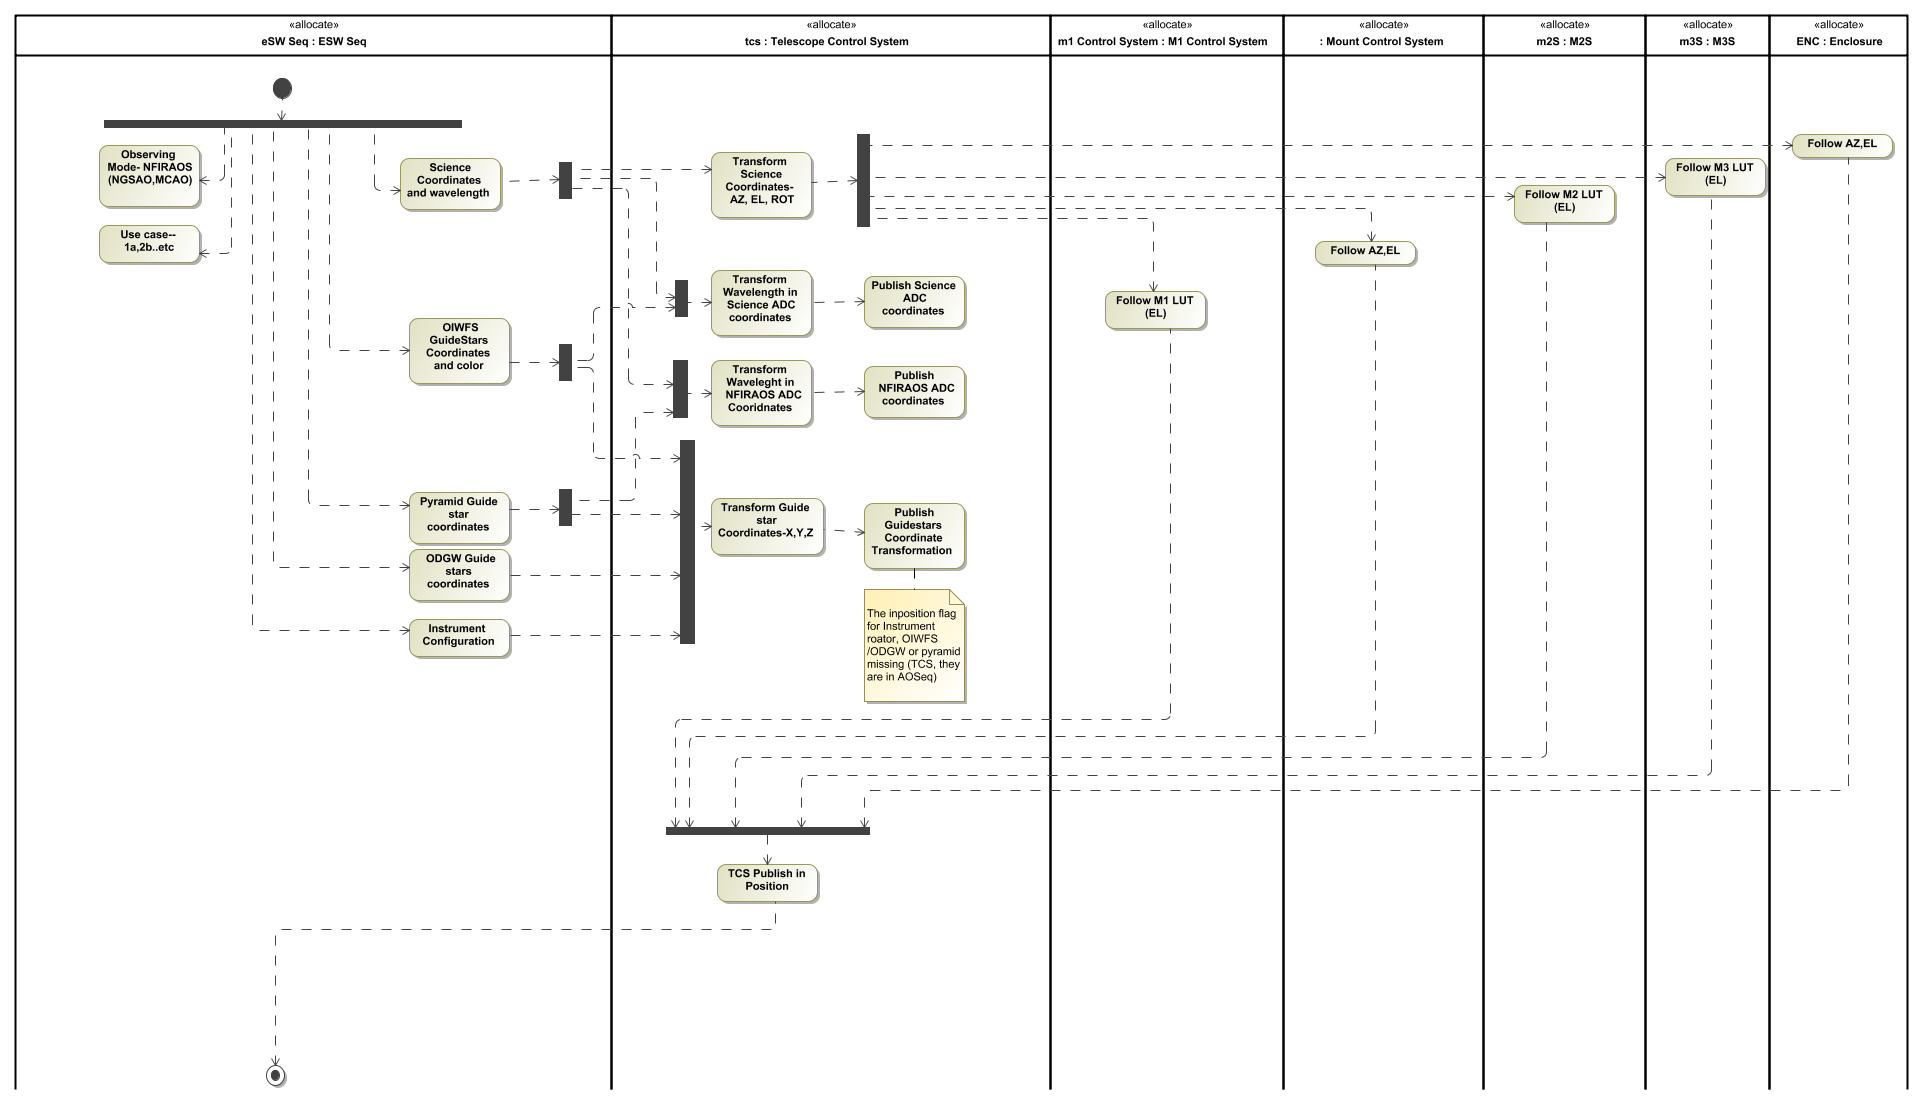 «allocate»
eSW Seq : ESW Seq
«allocate»
tcs : Telescope Control System
«allocate»
m1 Control System : M1 Control System
«allocate»
: Mount Control System
«allocate»
m2S : M2S
«allocate»
m3S : M3S
«allocate»
ENC : Enclosure
Observing
Mode- NFIRAOS
(NGSAO,MCAO)
Use case--
1a,2b..etc
Science
Coordinates
and wavelength
OIWFS
GuideStars
Coordinates
and color
Pyramid Guide
star
coordinates
ODGW Guide
stars
coordinates
Instrument
Configuration
Transform
Science
Coordinates-
AZ, EL, ROT
Transform
Wavelength in
Science ADC
coordinates
Publish Science
ADC
coordinates
Transform
Waveleght in
NFIRAOS ADC
Cooridnates
Publish
NFIRAOS ADC
coordinates
Transform Guide
star
Coordinates-X,Y,Z
Publish
Guidestars
Coordinate
Transformation
The inposition flag
for Instrument
roator, OIWFS
/ODGW or pyramid
missing (TCS, they
are in AOSeq)
Follow M1 LUT
(EL)
Follow AZ,EL
Follow M2 LUT
(EL)
Follow M3 LUT
(EL)
Follow AZ,EL
TCS Publish in
Position